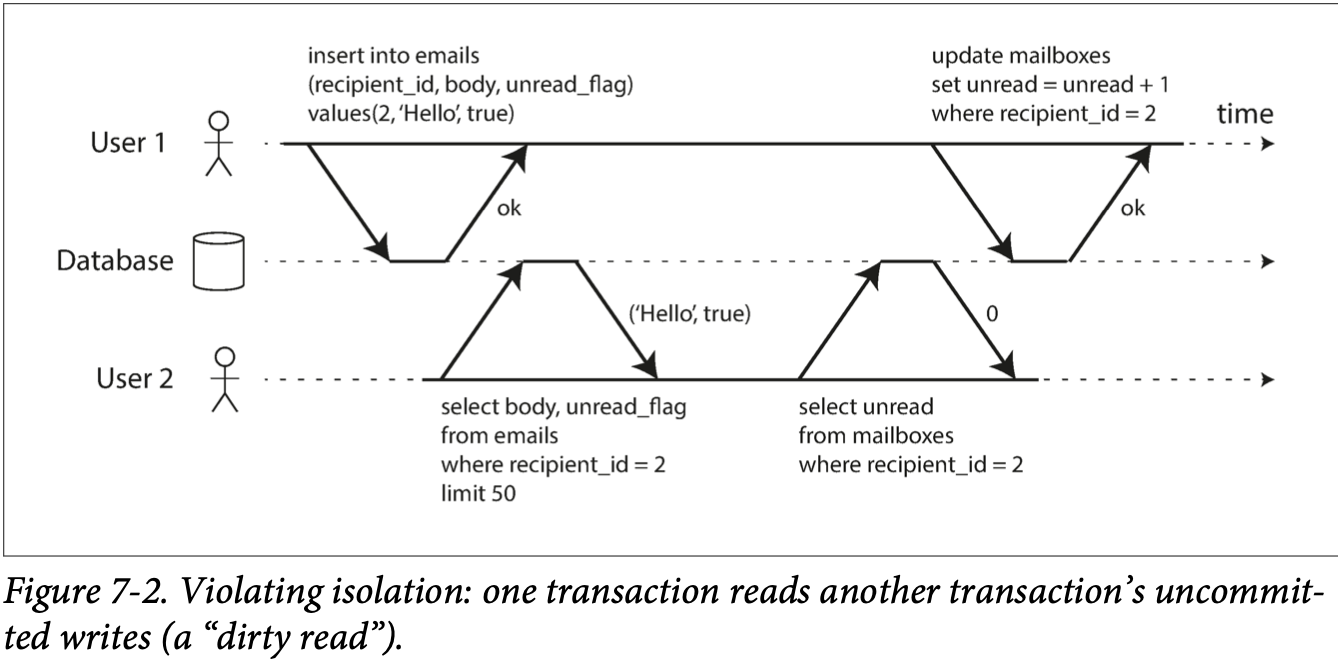 insert into emails
(recipient_id, body, unread_flag)
values(2, ‘Hello’, true)
update mailboxes
set unread = unread + 1
where recipient_id = 2
time
User 1
ok
ok
Database
(‘Hello’, true)
0
User 2
select body, unread_flag
from emails
where recipient_id = 2
limit 50
select unread
from mailboxes
where recipient_id = 2
Figure 7-2. Violating isolation: one transaction reads another transaction’s uncommit-
ted writes (a “dirty read”).